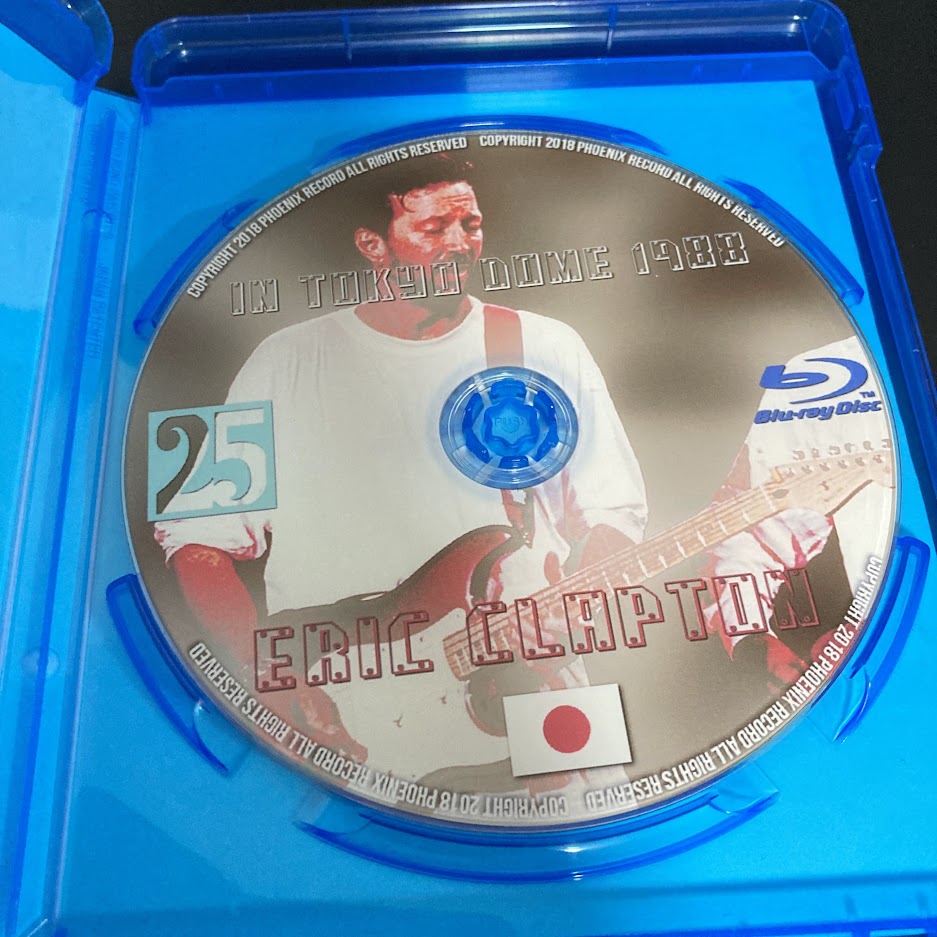 COPYRIGHT 2018 PHOENIX RECORD ALL RIGHTS RESERVED
COPYRIGHT 2018 PHOENIX RECORD ALL RIGHTS RESERVED
IN TOKYO DOME 1988
Blu-ray Disc TM
25
PUSH
ERIC CLAPTON
COPYRIGHT 2018 PHOENIX RECORD ALL RIGHTS RESERVED
COPYRIGHT 2018 PHOENIX RECORD ALL RIGHTS RESERVED